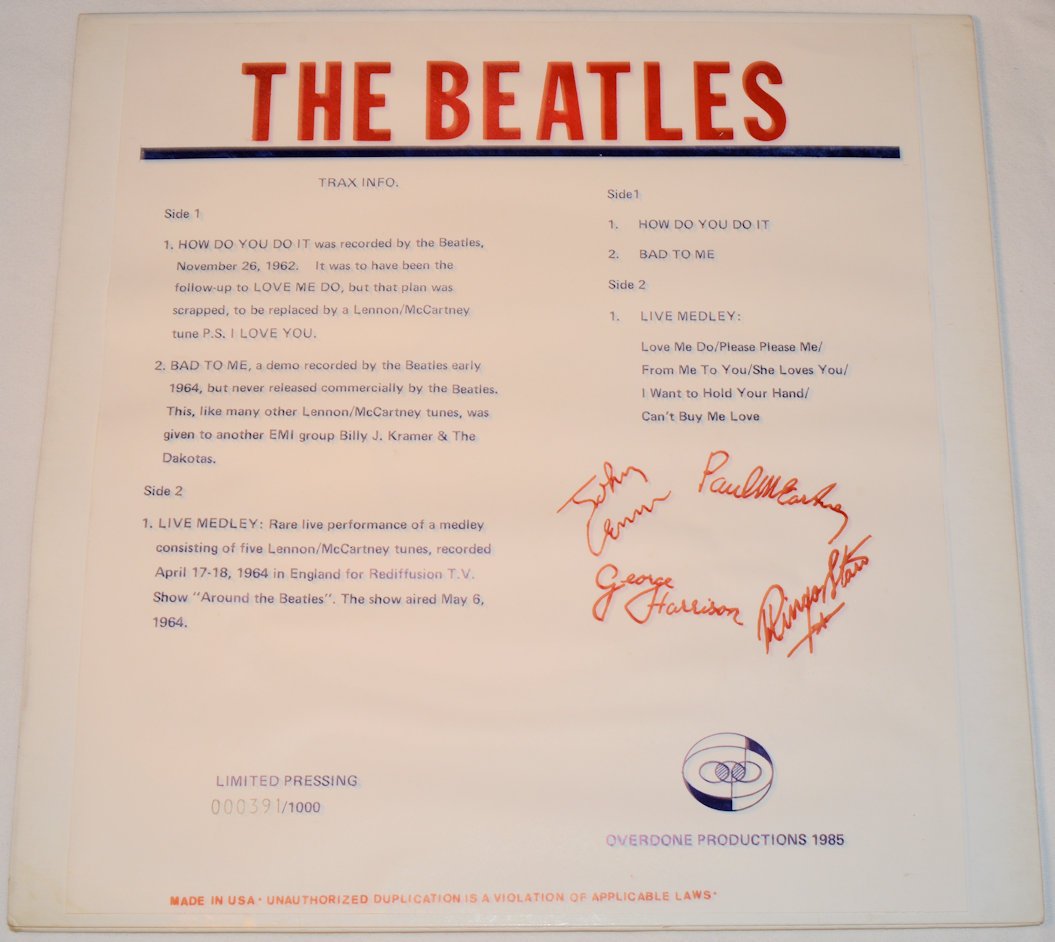 THE BEATLES
TRAX INFO.
Side 1
1. HOW DO YOU DO IT was recorded by the Beatles,
November 26, 1962. It was to have been the
follow-up to LOVE ME DO, but that plan was
scrapped, to be replaced by a Lennon/McCartney
tune P.S. I LOVE YOU.
2. BAD TO ME, a demo recorded by the Beatles early
1964, but never released commercially by the Beatles.
This, like many other Lennon/McCartney tunes, was
given to another EMI group Billy J. Kramer & The
Dakotas.
Side 2
1. LIVE MEDLEY: Rare live performance of a medley
consisting of five Lennon/McCartney tunes, recorded
April 17-18, 1964 in England for Rediffusion T.V.
Show "Around the Beatles". The show aired May 6,
1964.
Side1
1. HOW DO YOU DO IT
2. BAD TO ME
Side 2
1. LIVE MEDLEY:
Love Me Do/Please Please Me/
From Me To You/She Loves You/
I Want to Hold Your Hand/
Can't Buy Me Love
John
Lennon
Paul McCartney
George
Harrison
Ringo Starr
LIMITED PRESSING
000391/1000
OVERDONE PRODUCTIONS 1985
MADE IN USA · UNAUTHORIZED DUPLICATION IS A VIOLATION OF APPLICABLE LAWS·